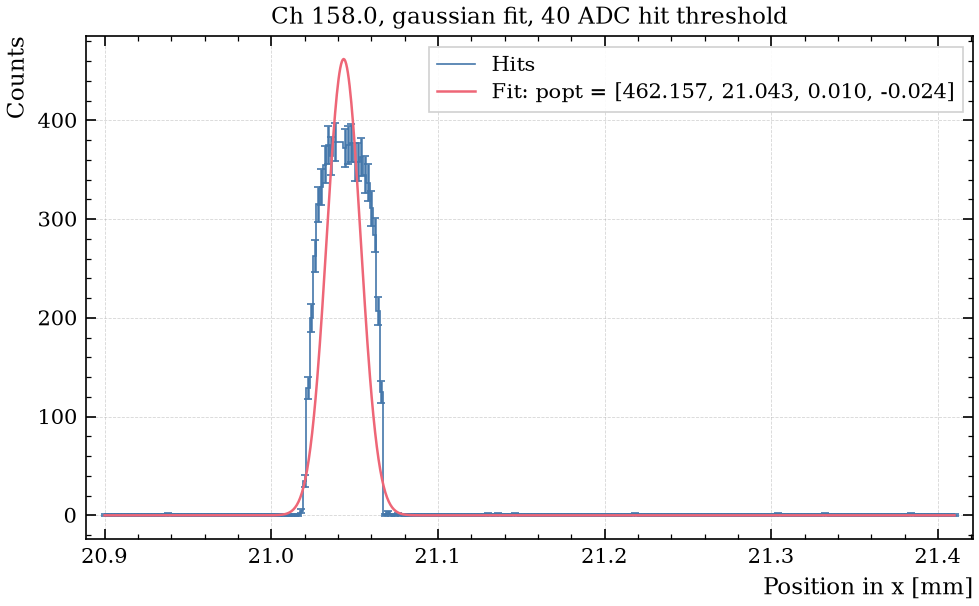 Ch 158.0, gaussian fit, 40 ADC hit threshold
Counts
Hits
Fit: popt = [462.157, 21.043, 0.010, -0.024]
400
300
200
100
0
20.9 21.0 21.1 21.2 21.3 21.4
Position in x [mm]